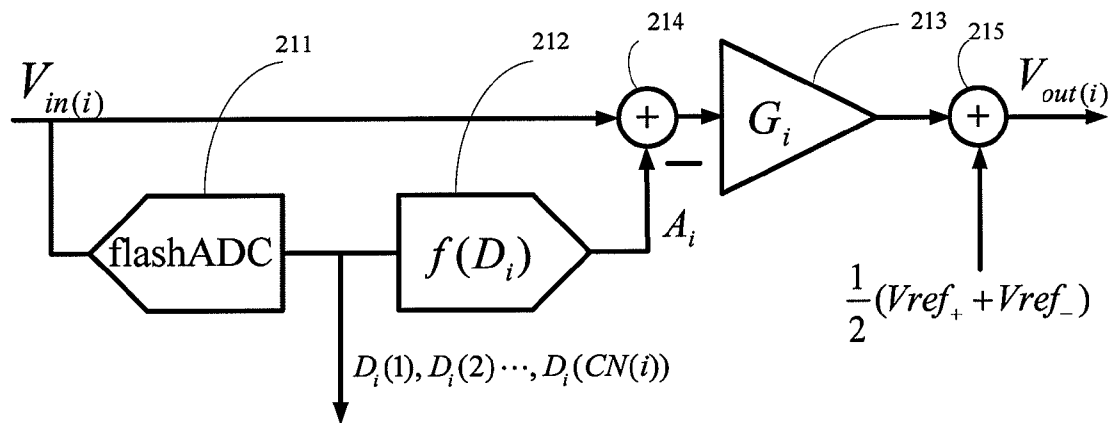 211
212
214
213
215
V_in(i)
+
G_i
+
V_out(i)
−
flashADC
f(D_i)
A_i
1/2(Vref_+ + Vref_−)
D_i(1), D_i(2)···, D_i(CN(i))